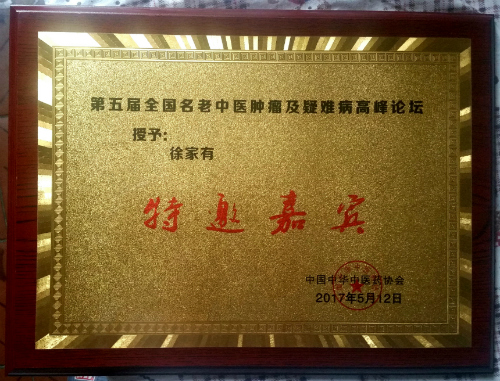 第五届全国名老中医肿瘤及疑难病高峰论坛
授予：
徐家有
特邀嘉宾
中国中华中医药协会
2017年5月12日